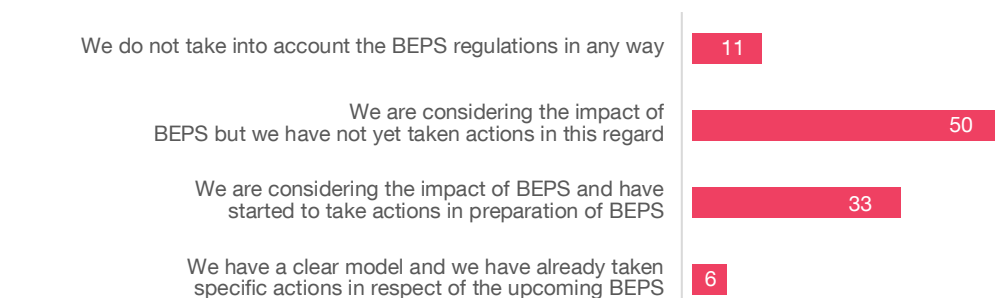 We do not take into account the BEPS regulations in any way
11
We are considering the impact of
BEPS but we have not yet taken actions in this regard
50
We are considering the impact of BEPS and have
started to take actions in preparation of BEPS
33
We have a clear model and we have already taken
specific actions in respect of the upcoming BEPS
6